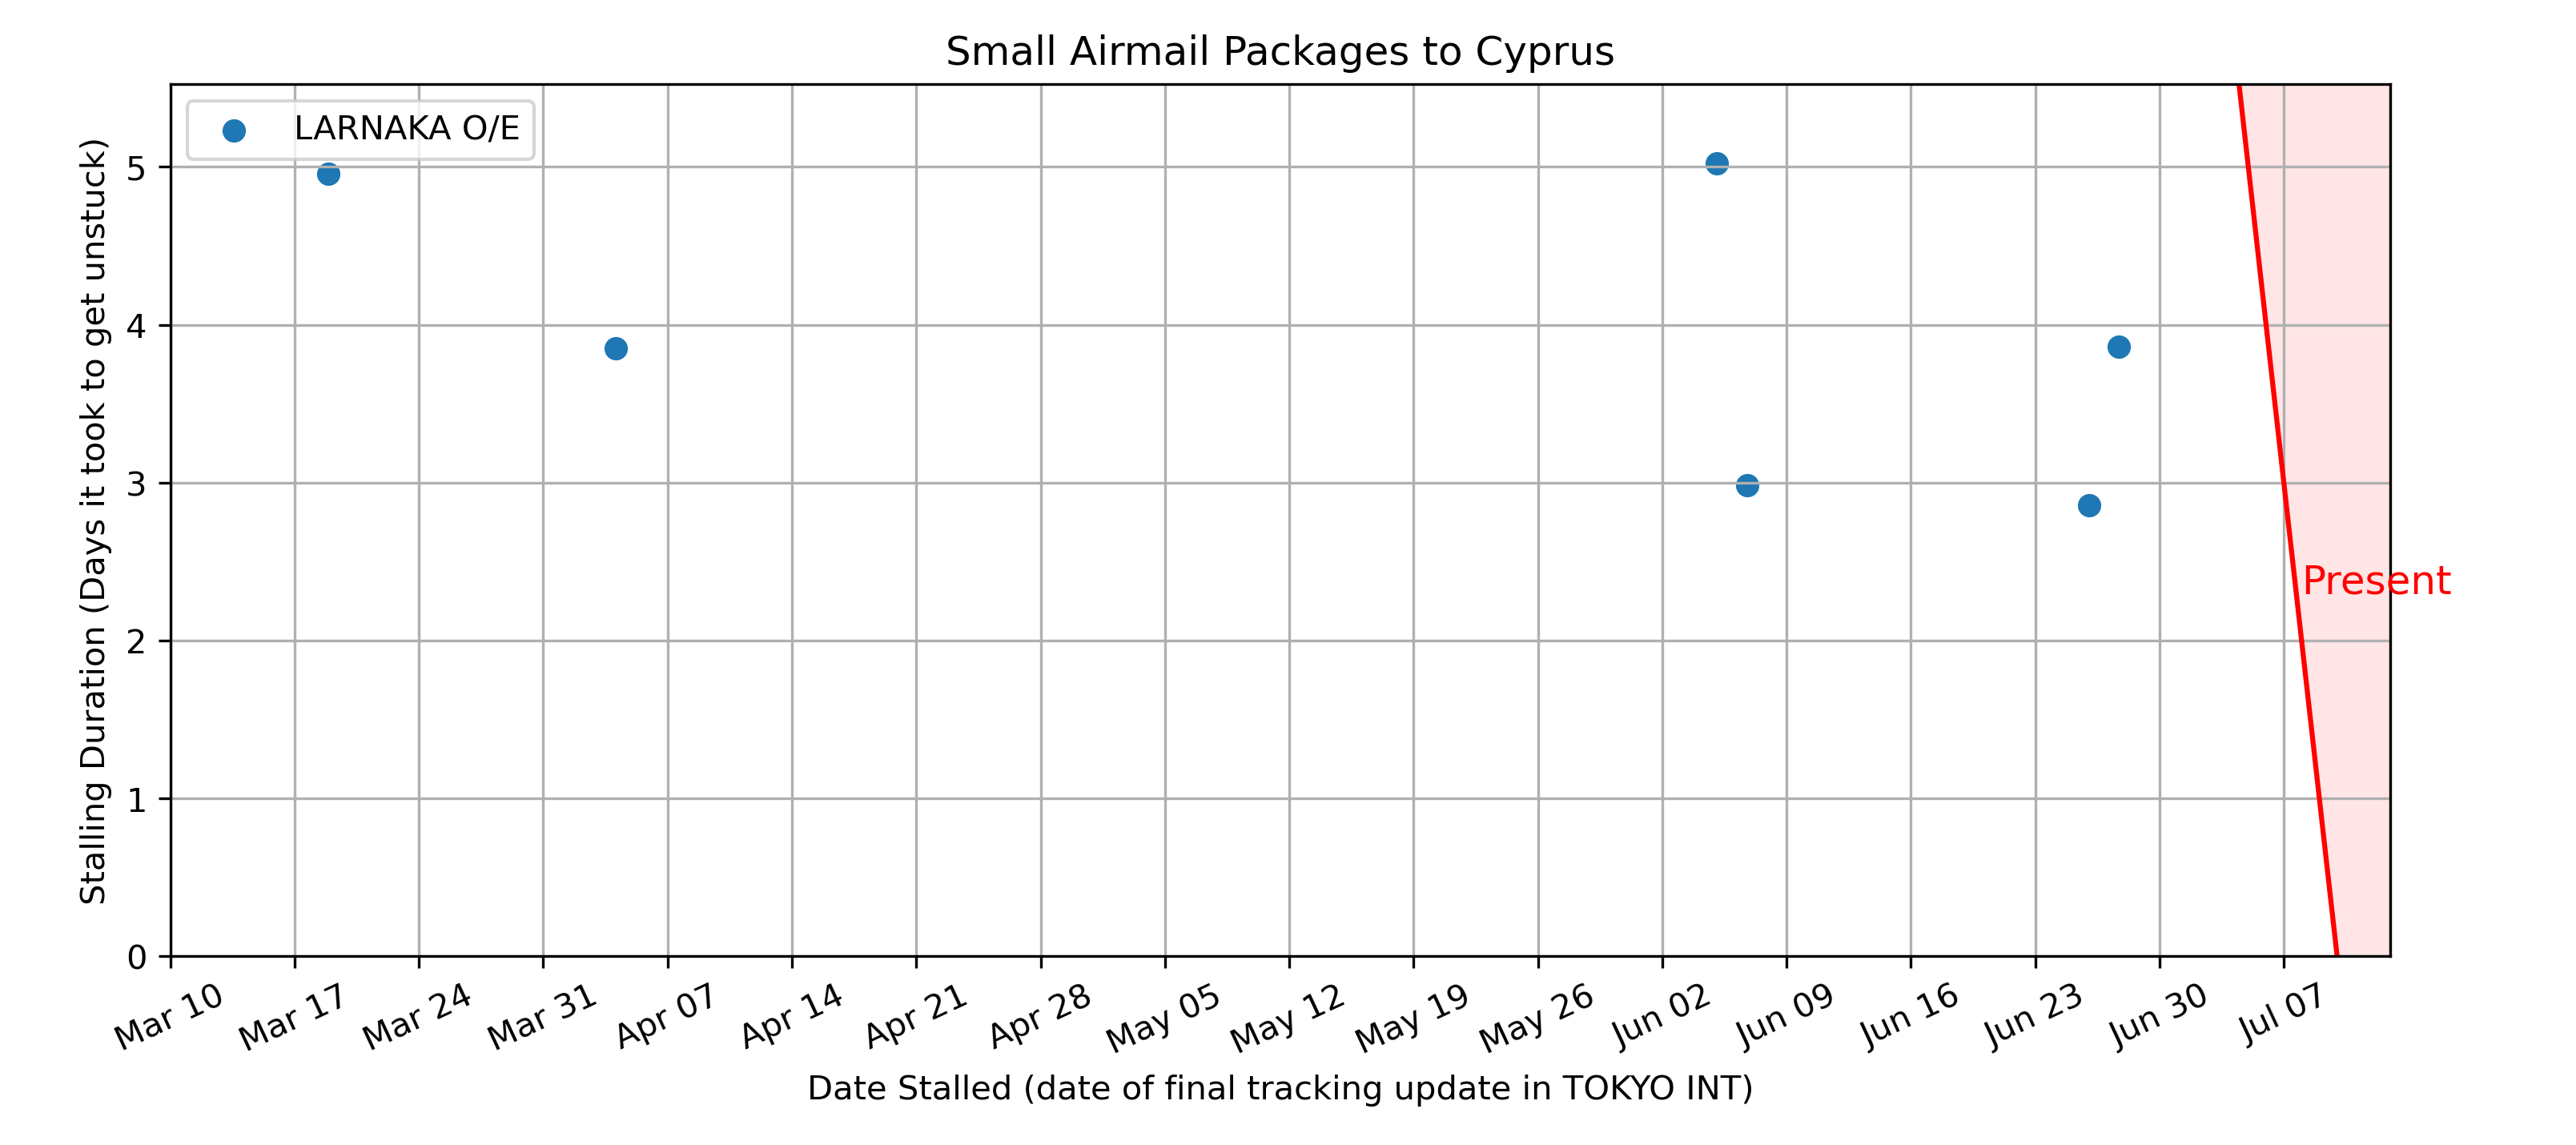 Small Airmail Packages to Cyprus
LARNAKA O/E
Stalling Duration (Days it took to get unstuck)
5
4
3
2
1
0
Present
Mar 10
Mar 17
Mar 24
Mar 31
Apr 07
Apr 14
Apr 21
Apr 28
May 05
May 12
May 19
May 26
Jun 02
Jun 09
Jun 16
Jun 23
Jun 30
Jul 07
Date Stalled (date of final tracking update in TOKYO INT)